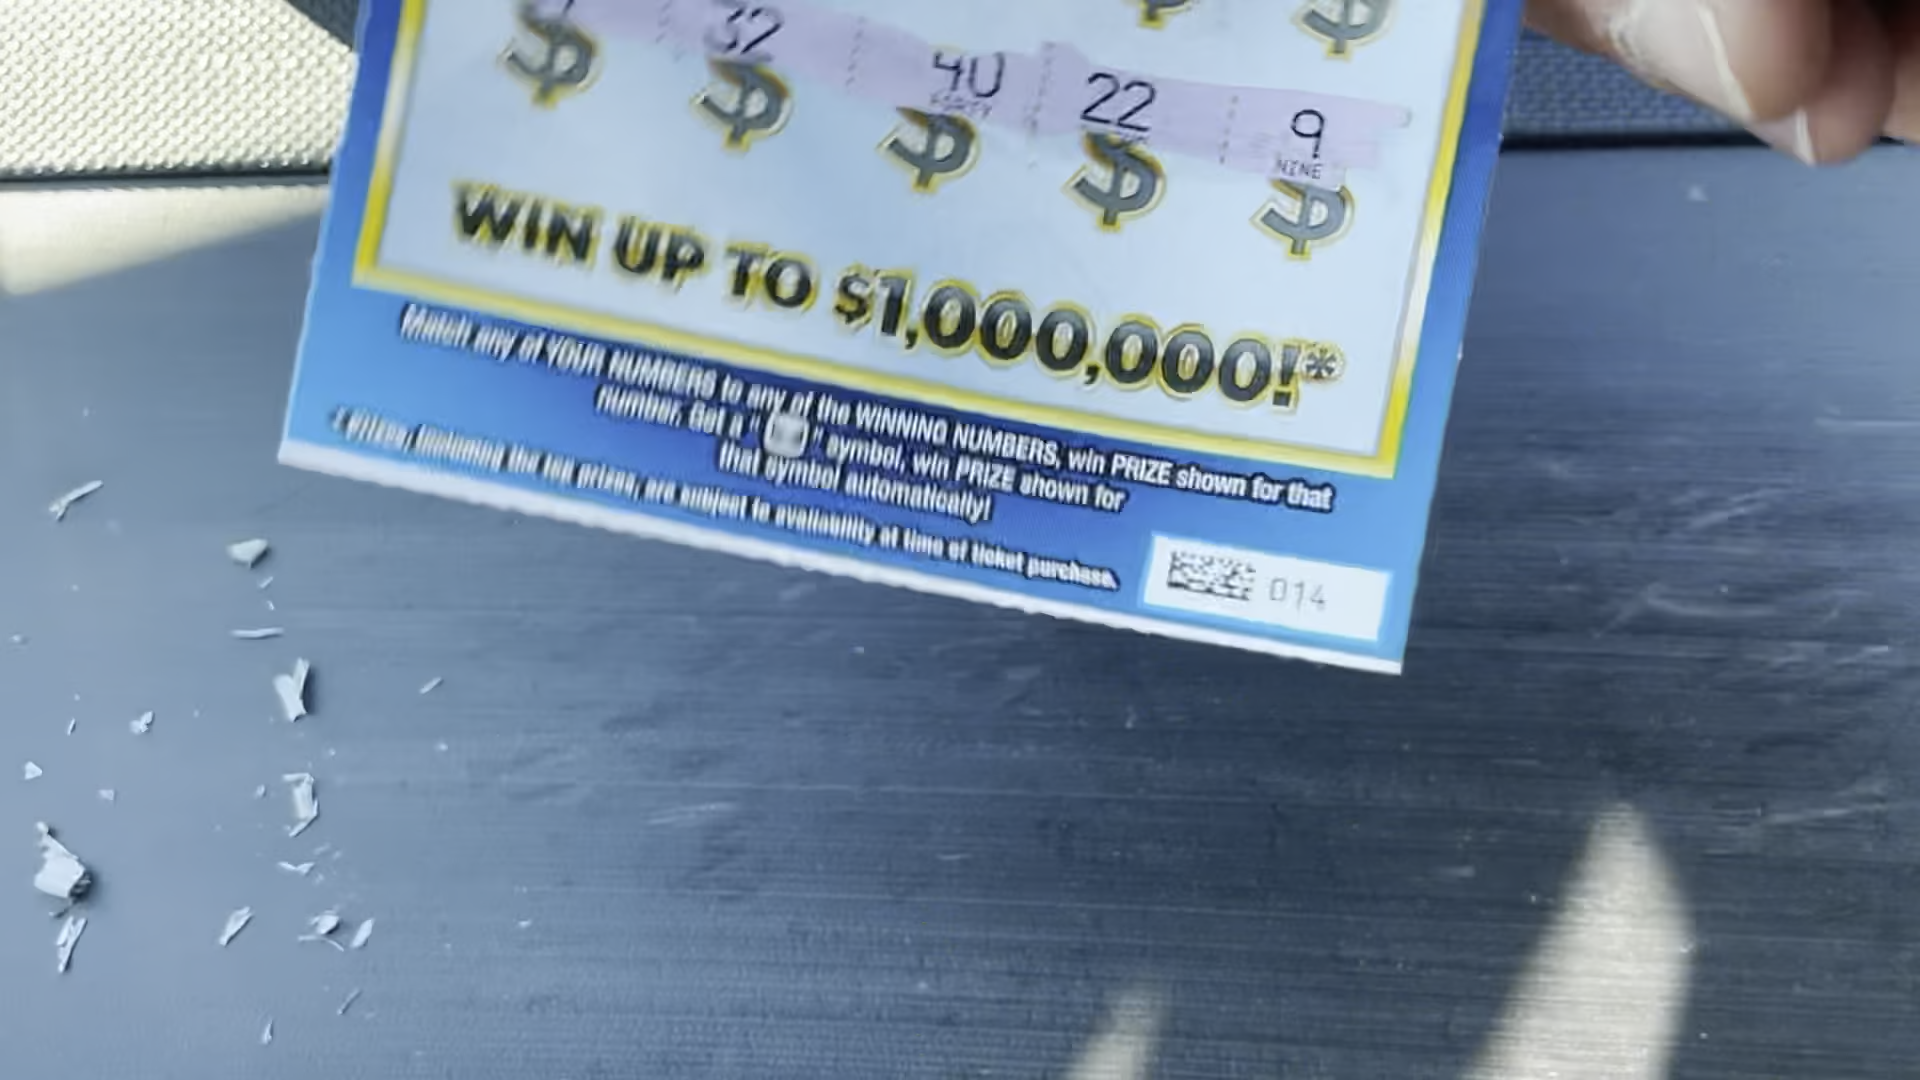 32 40 22 9
FORTY NINE
WIN UP TO $1,000,000!*
Match any of YOUR NUMBERS to any of the WINNING NUMBERS, win PRIZE shown for that
number. Get a " " symbol, win PRIZE shown for
that symbol automatically!
prizes, including the top prizes, are subject to availability at time of ticket purchase.
014